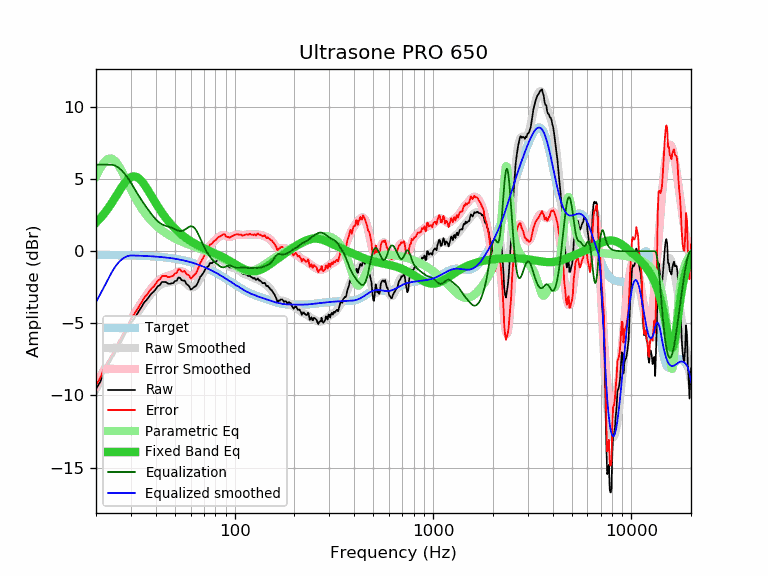 Ultrasone PRO 650
Amplitude (dBr)
10
5
0
−5
−10
−15
Target
Raw Smoothed
Error Smoothed
Raw
Error
Parametric Eq
Fixed Band Eq
Equalization
Equalized smoothed
100 1000 10000
Frequency (Hz)